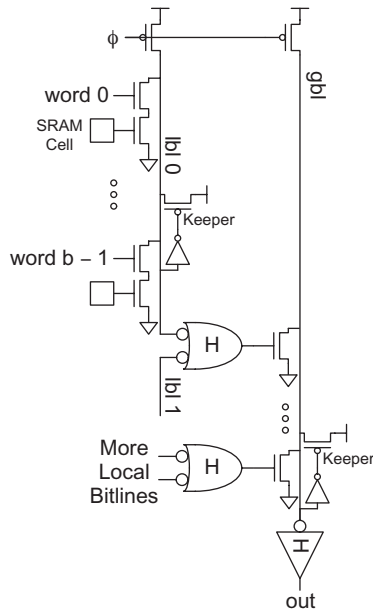 ϕ
gbl
word 0
SRAM
Cell
lbl 0
Keeper
word b – 1
H
lbl 1
More
Local
Bitlines
H
Keeper
H
out